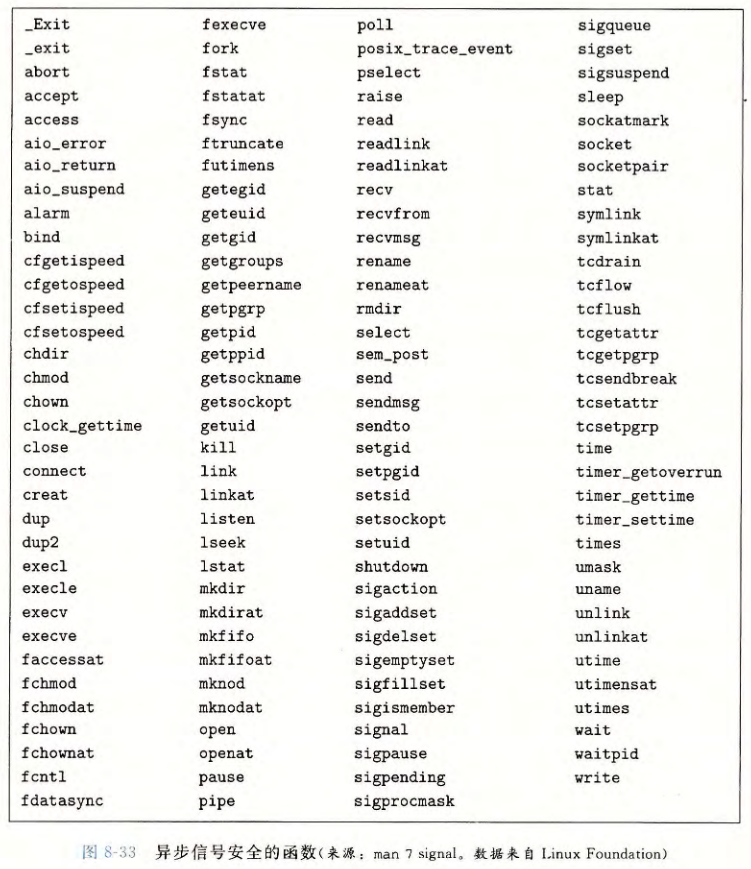 _Exit fexecve poll sigqueue
_exit fork posix_trace_event sigset
abort fstat pselect sigsuspend
accept fstatat raise sleep
access fsync read sockatmark
aio_error ftruncate readlink socket
aio_return futimens readlinkat socketpair
aio_suspend getegid recv stat
alarm geteuid recvfrom symlink
bind getgid recvmsg symlinkat
cfgetispeed getgroups rename tcdrain
cfgetospeed getpeername renameat tcflow
cfsetispeed getpgrp rmdir tcflush
cfsetospeed getpid select tcgetattr
chdir getppid sem_post tcgetpgrp
chmod getsockname send tcsendbreak
chown getsockopt sendmsg tcsetattr
clock_gettime getuid sendto tcsetpgrp
close kill setgid time
connect link setpgid timer_getoverrun
creat linkat setsid timer_gettime
dup listen setsockopt timer_settime
dup2 lseek setuid times
execl lstat shutdown umask
execle mkdir sigaction uname
execv mkdirat sigaddset unlink
execve mkfifo sigdelset unlinkat
faccessat mkfifoat sigemptyset utime
fchmod mknod sigfillset utimensat
fchmodat mknodat sigismember utimes
fchown open signal wait
fchownat openat sigpause waitpid
fcntl pause sigpending write
fdatasync pipe sigprocmask
图 8-33 异步信号安全的函数(来源：man 7 signal。数据来自 Linux Foundation)